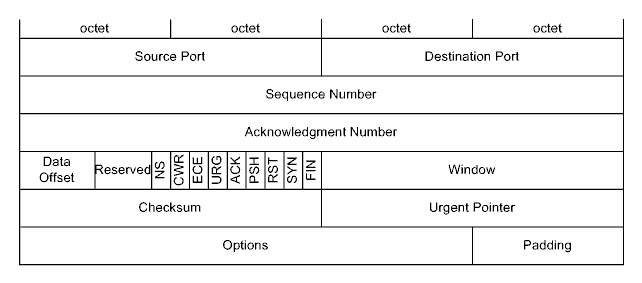 octet octet octet octet
Source Port Destination Port
Sequence Number
Acknowledgment Number
Data Offset Reserved NS CWR ECE URG ACK PSH RST SYN FIN Window
Checksum Urgent Pointer
Options Padding